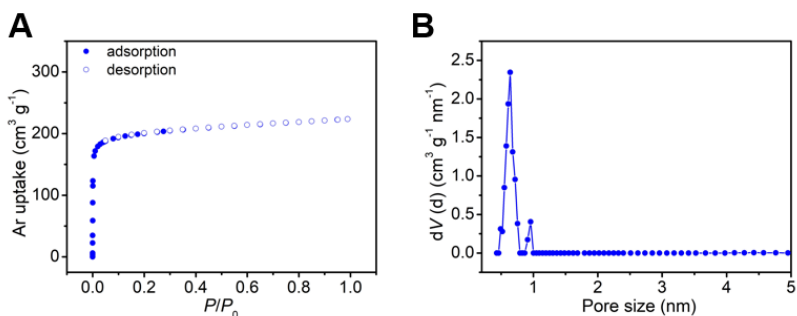 A
adsorption
desorption
300
200
100
0
Ar uptake (cm³ g⁻¹)
0.0 0.2 0.4 0.6 0.8 1.0
P/P₀
B
2.5
2.0
1.5
1.0
0.5
0.0
dV (d) (cm³ g⁻¹ nm⁻¹)
1 2 3 4 5
Pore size (nm)